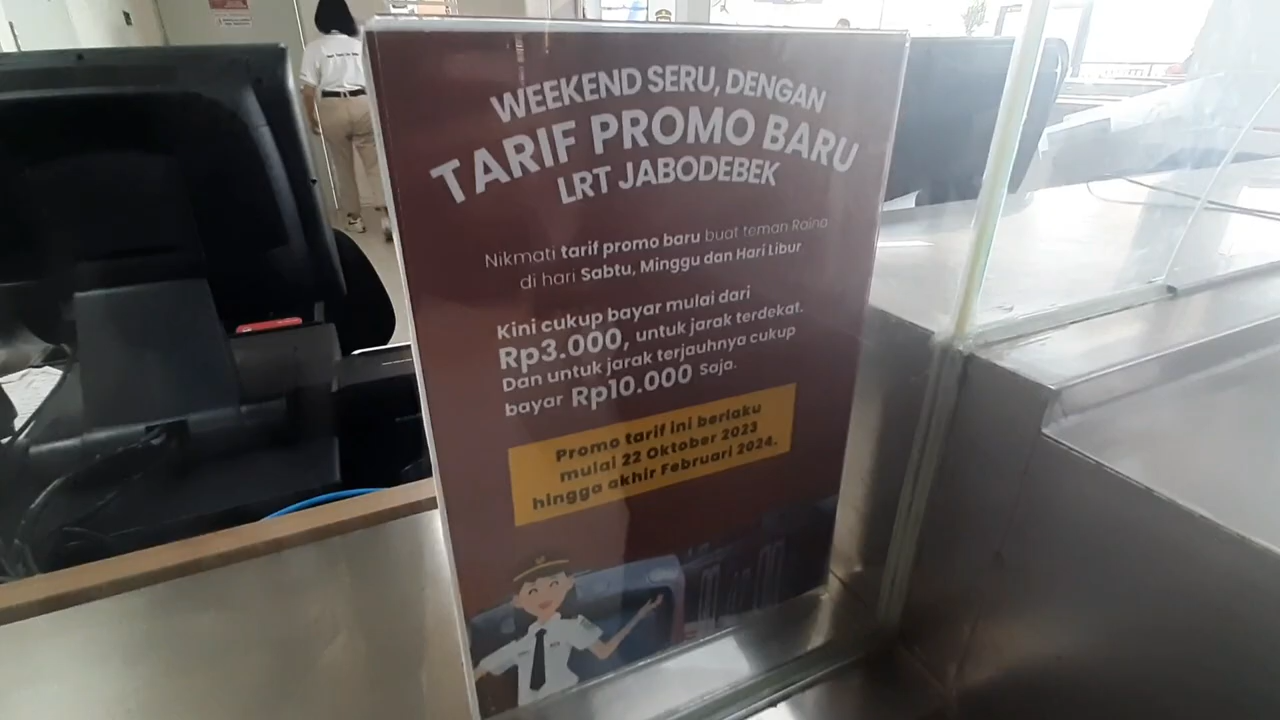 WEEKEND SERU, DENGAN
TARIF PROMO BARU
LRT JABODEBEK
Nikmati tarif promo baru buat teman Raina
di hari Sabtu, Minggu dan Hari Libur
Kini cukup bayar mulai dari
Rp3.000, untuk jarak terdekat.
Dan untuk jarak terjauhnya cukup
bayar Rp10.000 Saja.
Promo tarif ini berlaku
mulai 22 Oktober 2023
hingga akhir Februari 2024.